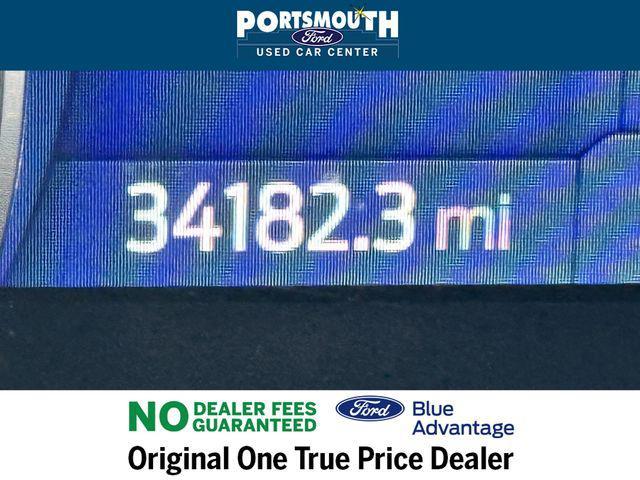 PORTSMOUTH
Ford
USED CAR CENTER
34182.3 mi
NO DEALER FEES GUARANTEED
Ford Blue Advantage
Original One True Price Dealer